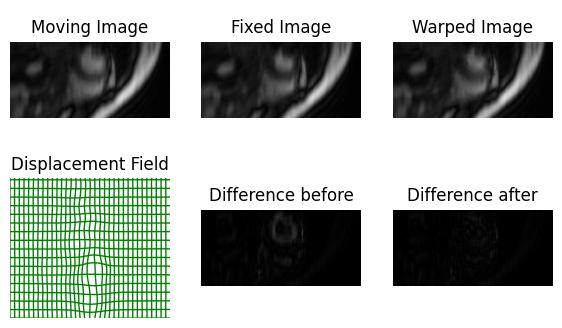 Moving Image
Fixed Image
Warped Image
Displacement Field
Difference before
Difference after